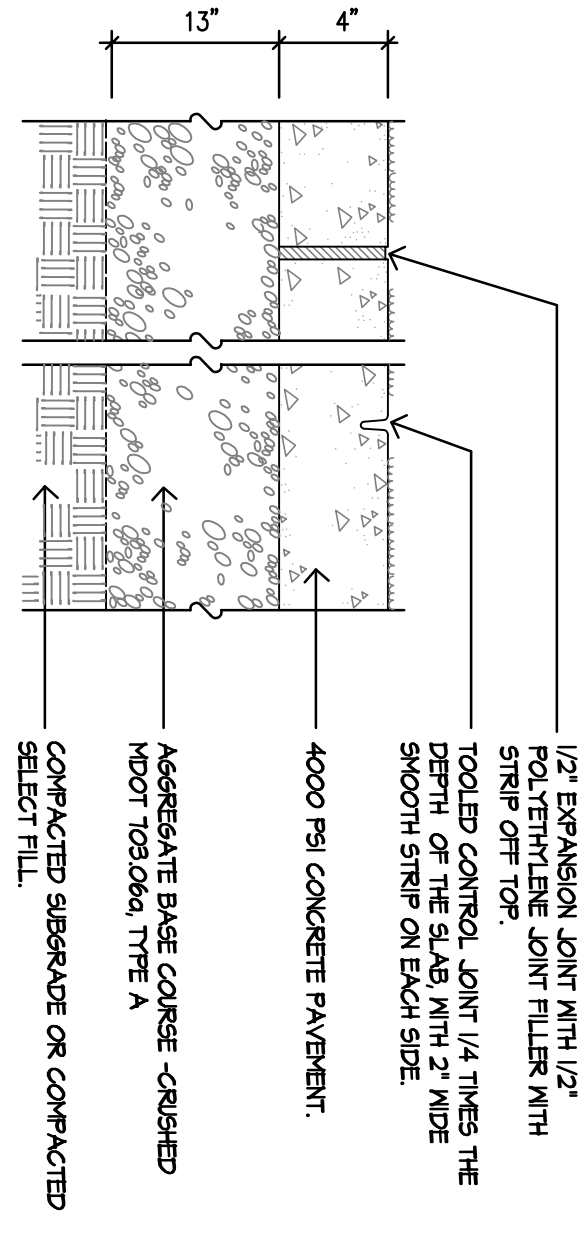 1/2" EXPANSION JOINT WITH 1/2"
POLYETHYLENE JOINT FILLER WITH
STRIP OFF TOP.
TOOLED CONTROL JOINT 1/4 TIMES THE
DEPTH OF THE SLAB, WITH 2" WIDE
SMOOTH STRIP ON EACH SIDE.
4000 PSI CONCRETE PAVEMENT.
AGGREGATE BASE COURSE -CRUSHED
MDOT 703.06a, TYPE A
COMPACTED SUBGRADE OR COMPACTED
SELECT FILL.
4"
13"